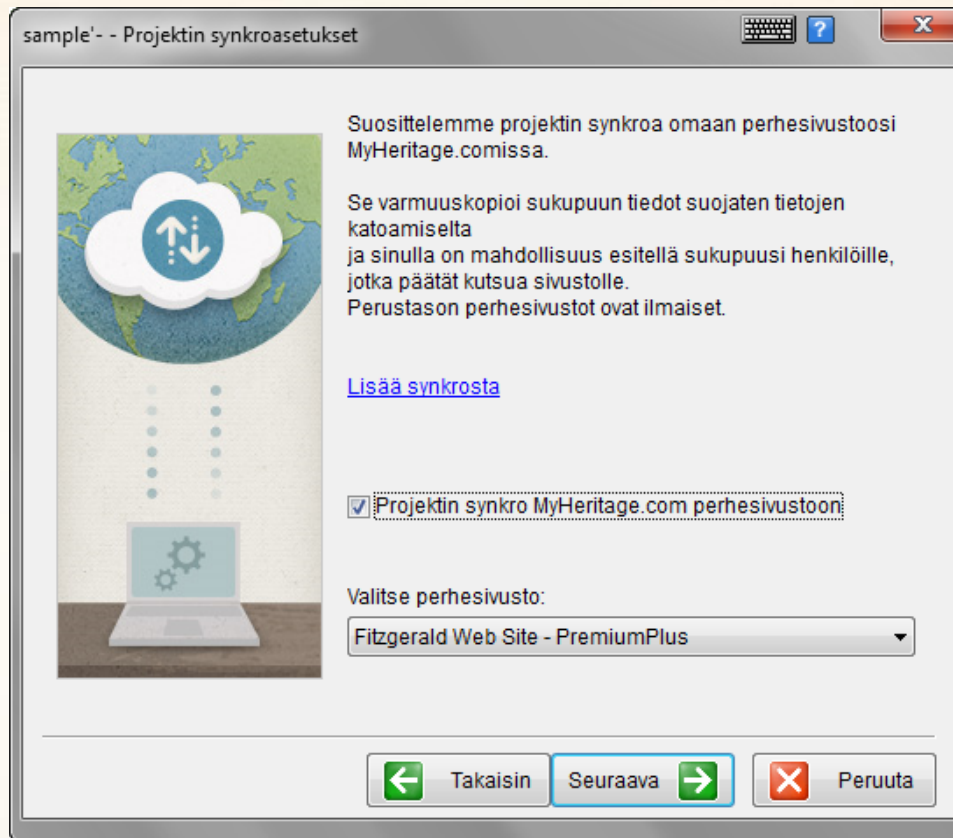 sample'- - Projektin synkroasetukset
Suosittelemme projektin synkroa omaan perhesivustoosi
MyHeritage.comissa.
Se varmuuskopioi sukupuun tiedot suojaten tietojen
katoamiselta
ja sinulla on mahdollisuus esitellä sukupuusi henkilöille,
jotka päätät kutsua sivustolle.
Perustason perhesivustot ovat ilmaiset.
Lisää synkrosta
Projektin synkro MyHeritage.com perhesivustoon
Valitse perhesivusto:
Fitzgerald Web Site - PremiumPlus
Takaisin Seuraava Peruuta